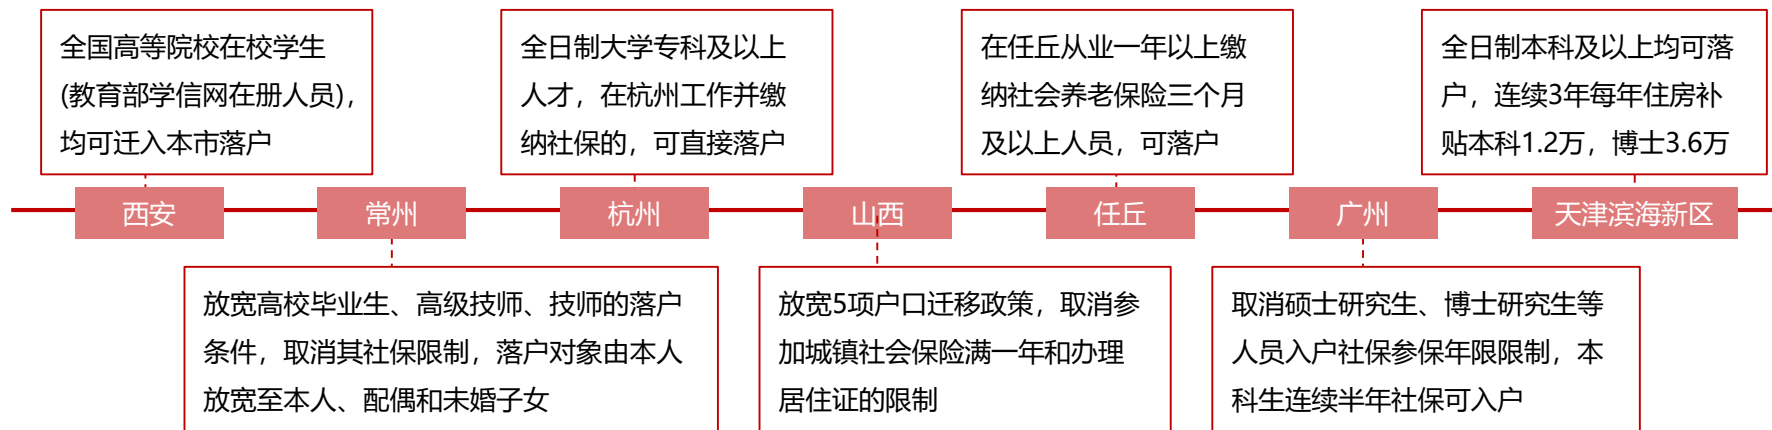 全国高等院校在校学生
(教育部学信网在册人员)，
均可迁入本市落户
全日制大学专科及以上
人才，在杭州工作并缴
纳社保的，可直接落户
在任丘从业一年以上缴
纳社会养老保险三个月
及以上人员，可落户
全日制本科及以上均可落
户，连续3年每年住房补
贴本科1.2万，博士3.6万
西安
常州
杭州
山西
任丘
广州
天津滨海新区
放宽高校毕业生、高级技师、技师的落户
条件，取消其社保限制，落户对象由本人
放宽至本人、配偶和未婚子女
放宽5项户口迁移政策，取消参
加城镇社会保险满一年和办理
居住证的限制
取消硕士研究生、博士研究生等
人员入户社保参保年限限制，本
科生连续半年社保可入户